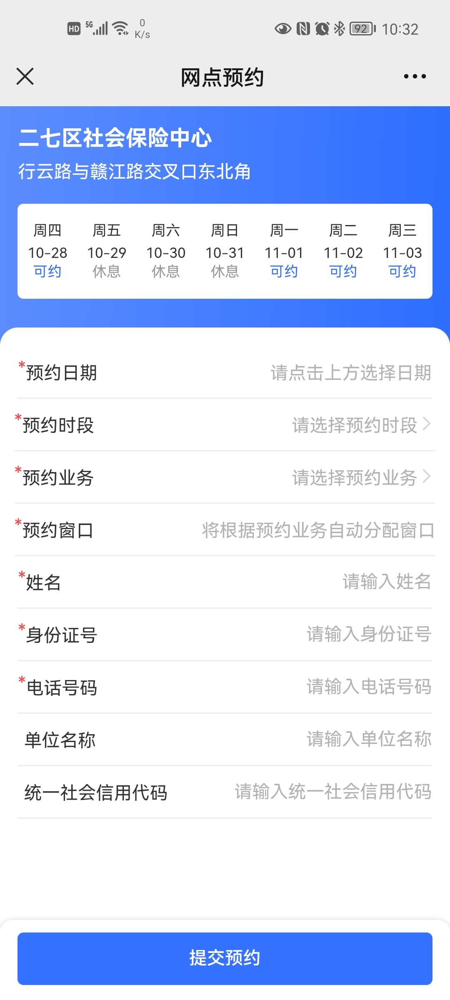 HD 5G 0 K/s 92 10:32
网点预约
二七区社会保险中心
行云路与赣江路交叉口东北角
周四 周五 周六 周日 周一 周二 周三
10-28 10-29 10-30 10-31 11-01 11-02 11-03
可约 休息 休息 休息 可约 可约 可约
*预约日期 请点击上方选择日期
*预约时段 请选择预约时段
*预约业务 请选择预约业务
*预约窗口 将根据预约业务自动分配窗口
*姓名 请输入姓名
*身份证号 请输入身份证号
*电话号码 请输入电话号码
单位名称 请输入单位名称
统一社会信用代码 请输入统一社会信用代码
提交预约